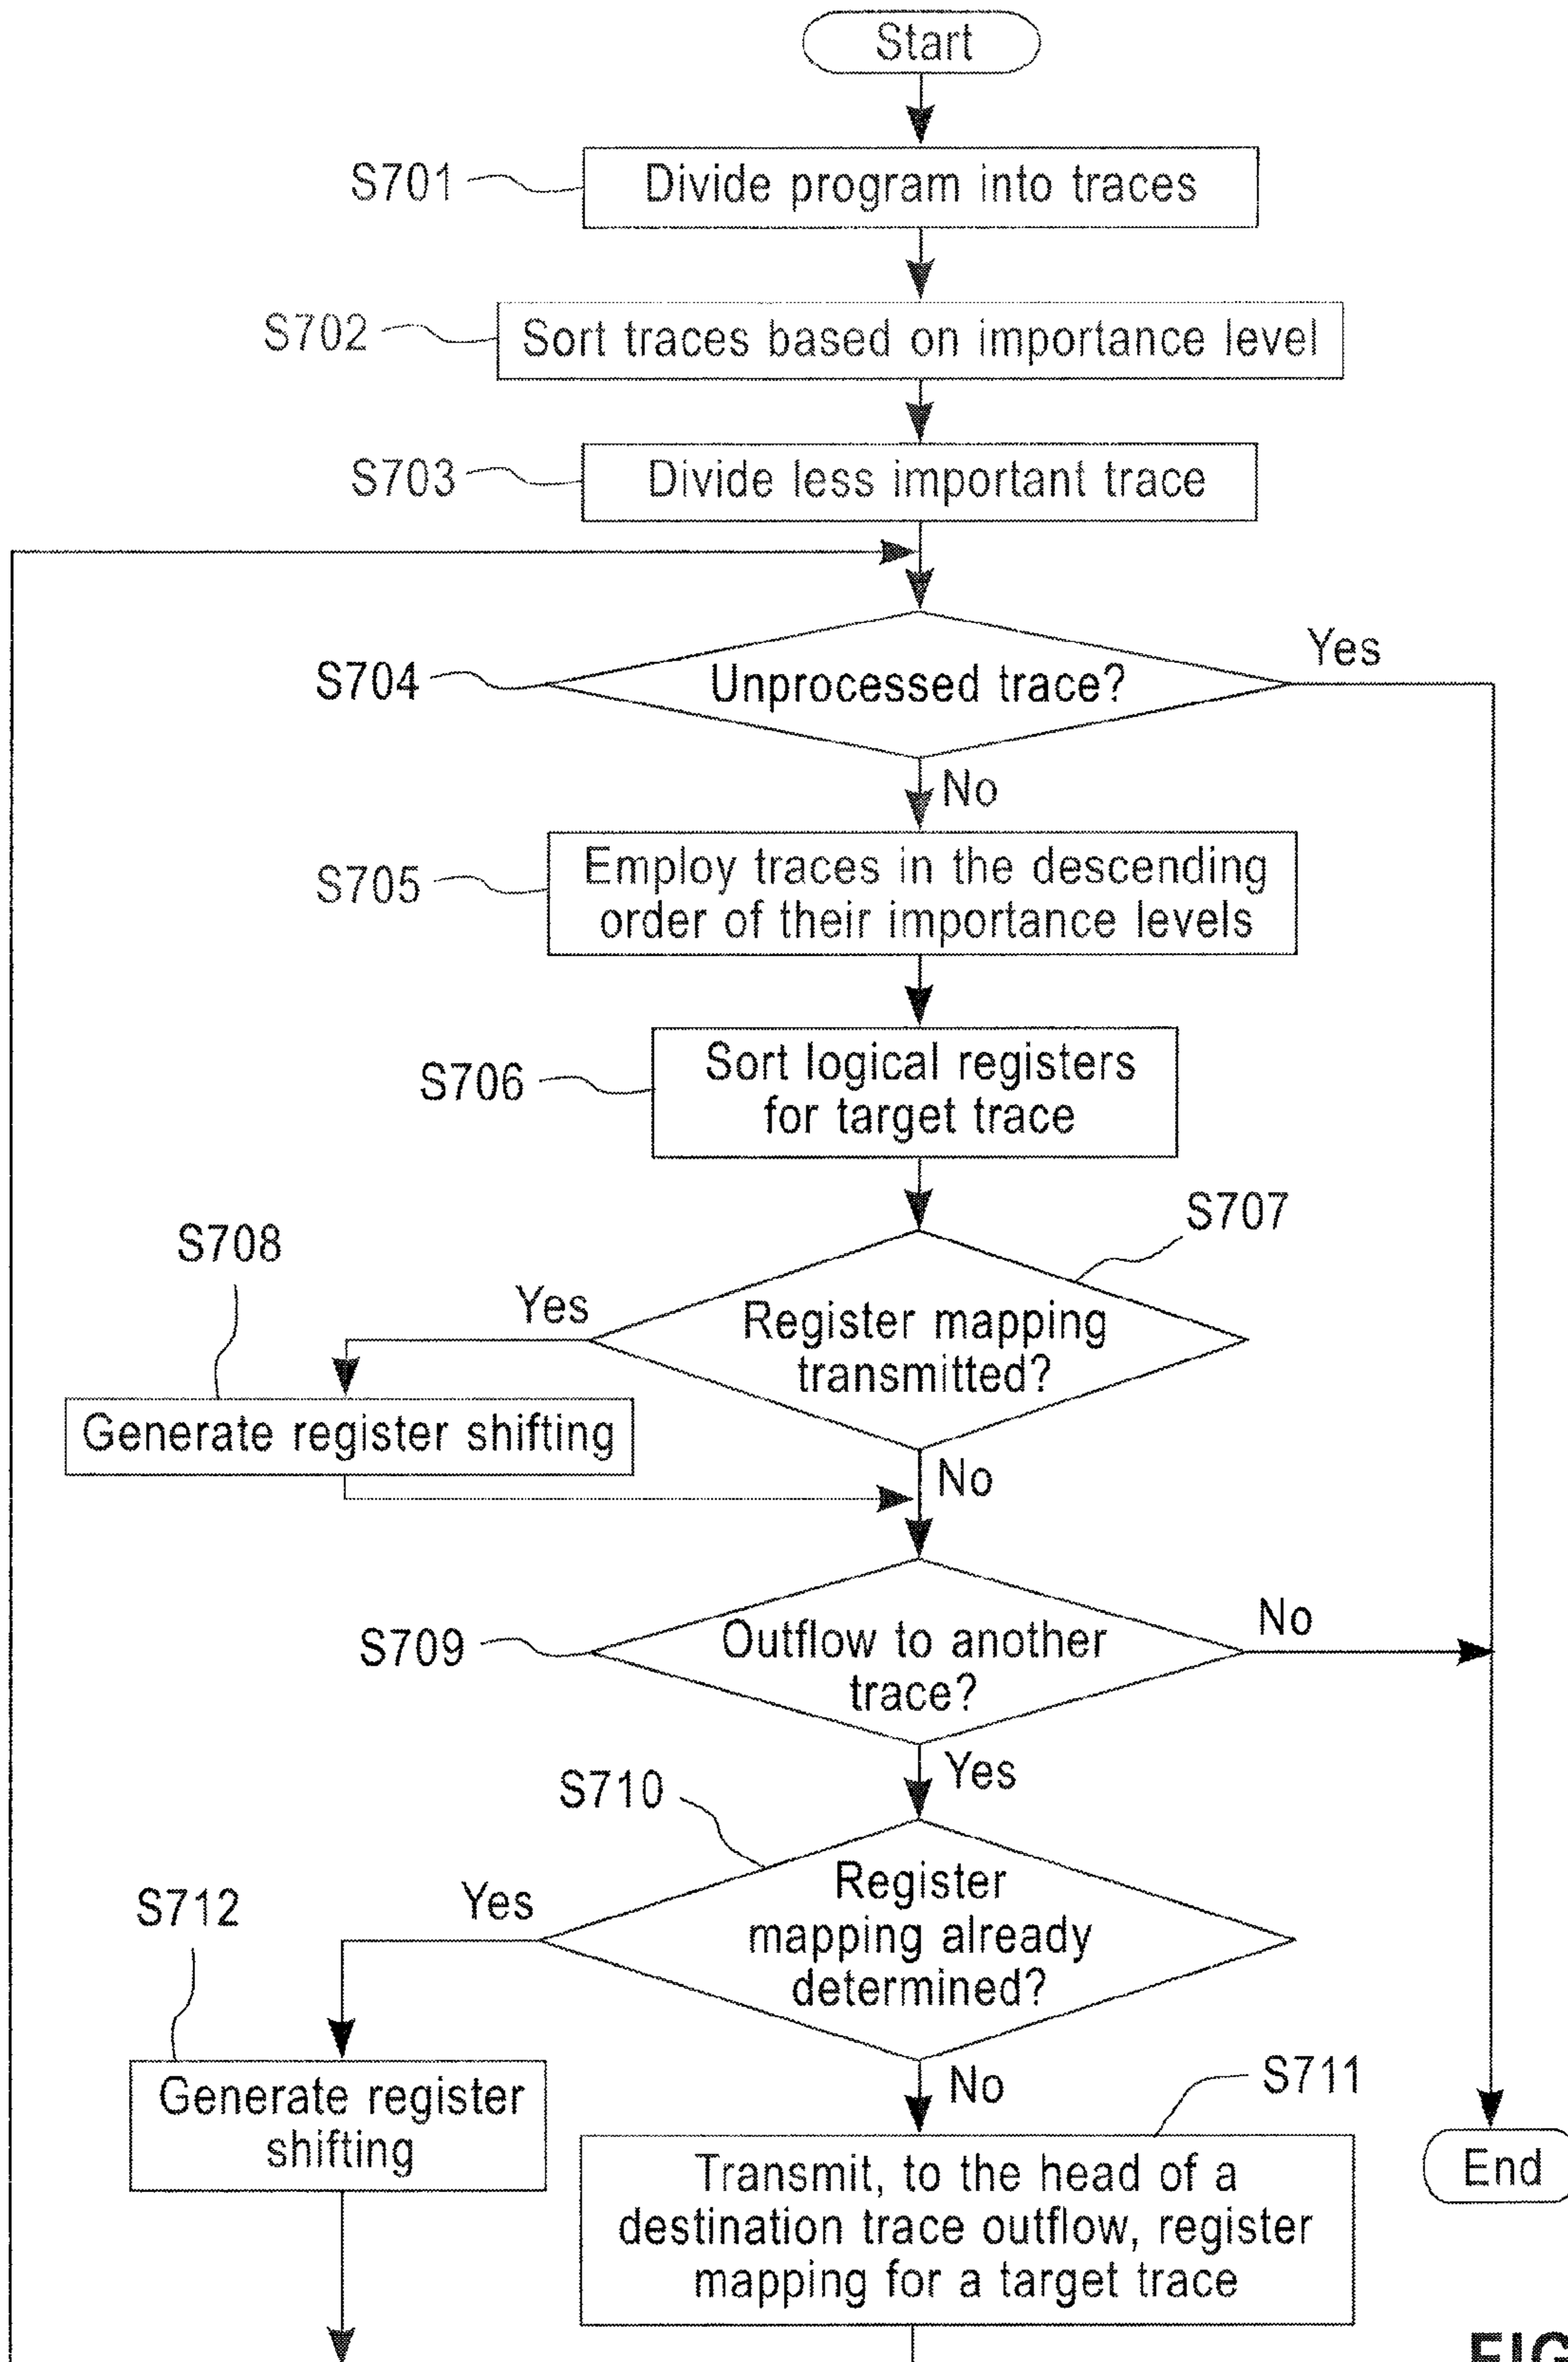 Start
S701
Divide program into traces
S702
Sort traces based on importance level
S703
Divide less important trace
S704
Unprocessed trace?
Yes
No
S705
Employ traces in the descending
order of their importance levels
S706
Sort logical registers
for target trace
S707
S708
Yes
Register mapping
transmitted?
Generate register shifting
No
S709
Outflow to another
trace?
No
Yes
S710
Register
mapping already
determined?
S712
Yes
No
S711
Generate register
shifting
Transmit, to the head of a
destination trace outflow, register
mapping for a target trace
End